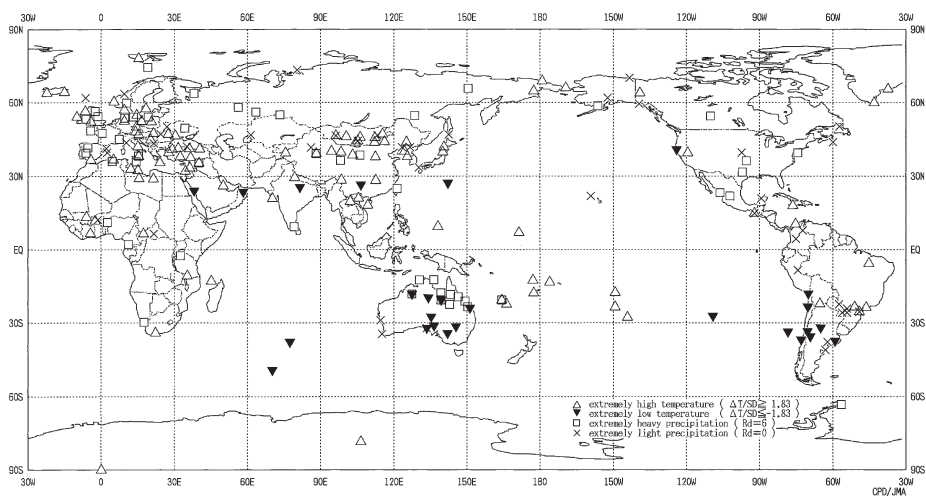 30W 0 30E 60E 90E 120E 150E 180 150W 120W 90W 60W 30W
90N 90N
60N 60N
30N 30N
EQ EQ
30S 30S
60S 60S
△ extremely high temperature ( ΔT/SD≧ 1.83)
▼ extremely low temperature ( ΔT/SD≦-1.83)
□ extremely heavy precipitation ( Rd=6)
× extremely light precipitation ( Rd=0)
90S 90S
30W 0 30E 60E 90E 120E 150E 180 150W 120W 90W 60W 30W
CPD/JMA